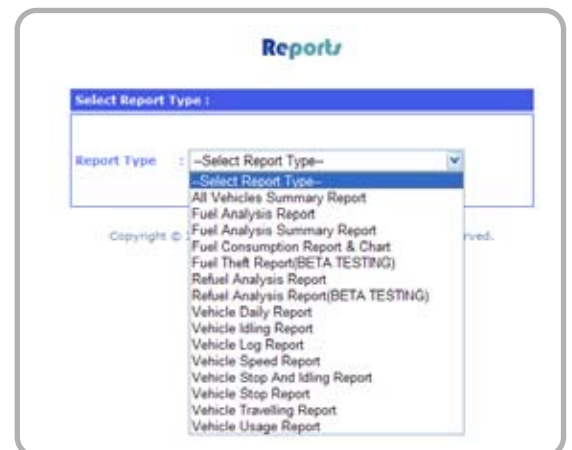 Reports
Select Report Type :
Report Type : --Select Report Type--
--Select Report Type--
All Vehicles Summary Report
Fuel Analysis Report
Fuel Analysis Summary Report
Fuel Consumption Report & Chart
Fuel Theft Report(BETA TESTING)
Refuel Analysis Report
Refuel Analysis Report(BETA TESTING)
Vehicle Daily Report
Vehicle Idling Report
Vehicle Log Report
Vehicle Speed Report
Vehicle Stop And Idling Report
Vehicle Stop Report
Vehicle Travelling Report
Vehicle Usage Report
Copyright ©